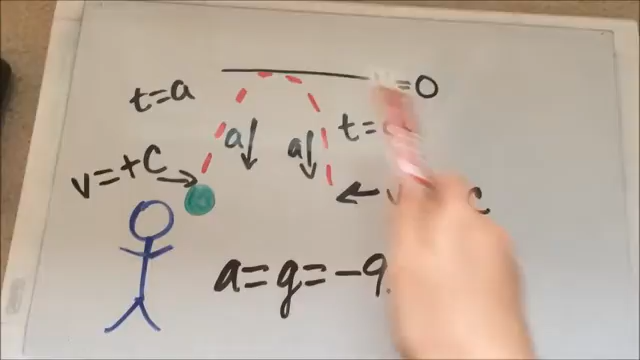 t=a
=0
a
a
t=
v=+C
c
a=g=-9.